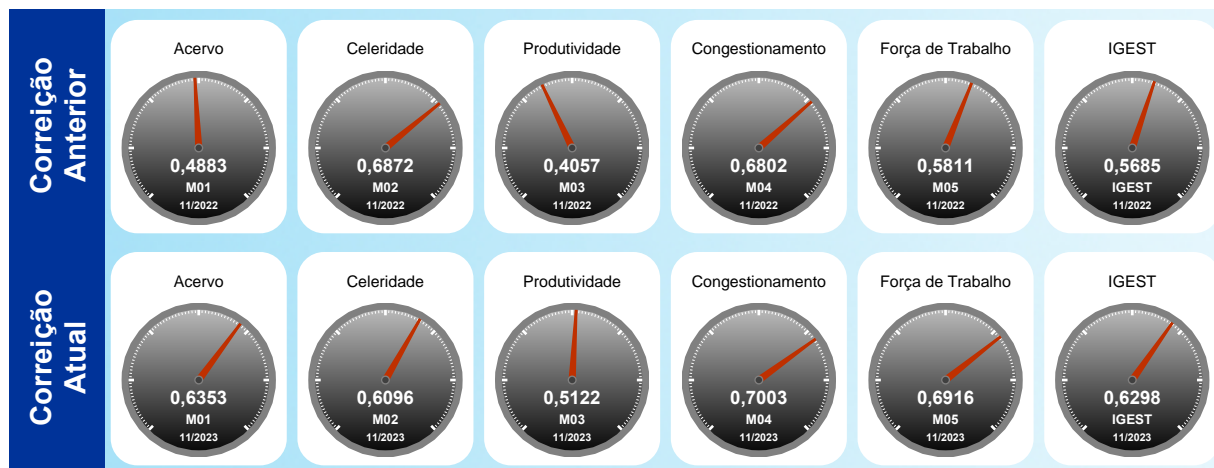 Correição
Anterior
Acervo
0,4883
M01
11/2022
Celeridade
0,6872
M02
11/2022
Produtividade
0,4057
M03
11/2022
Congestionamento
0,6802
M04
11/2022
Força de Trabalho
0,5811
M05
11/2022
IGEST
0,5685
IGEST
11/2022
Correição
Atual
Acervo
0,6353
M01
11/2023
Celeridade
0,6096
M02
11/2023
Produtividade
0,5122
M03
11/2023
Congestionamento
0,7003
M04
11/2023
Força de Trabalho
0,6916
M05
11/2023
IGEST
0,6298
IGEST
11/2023